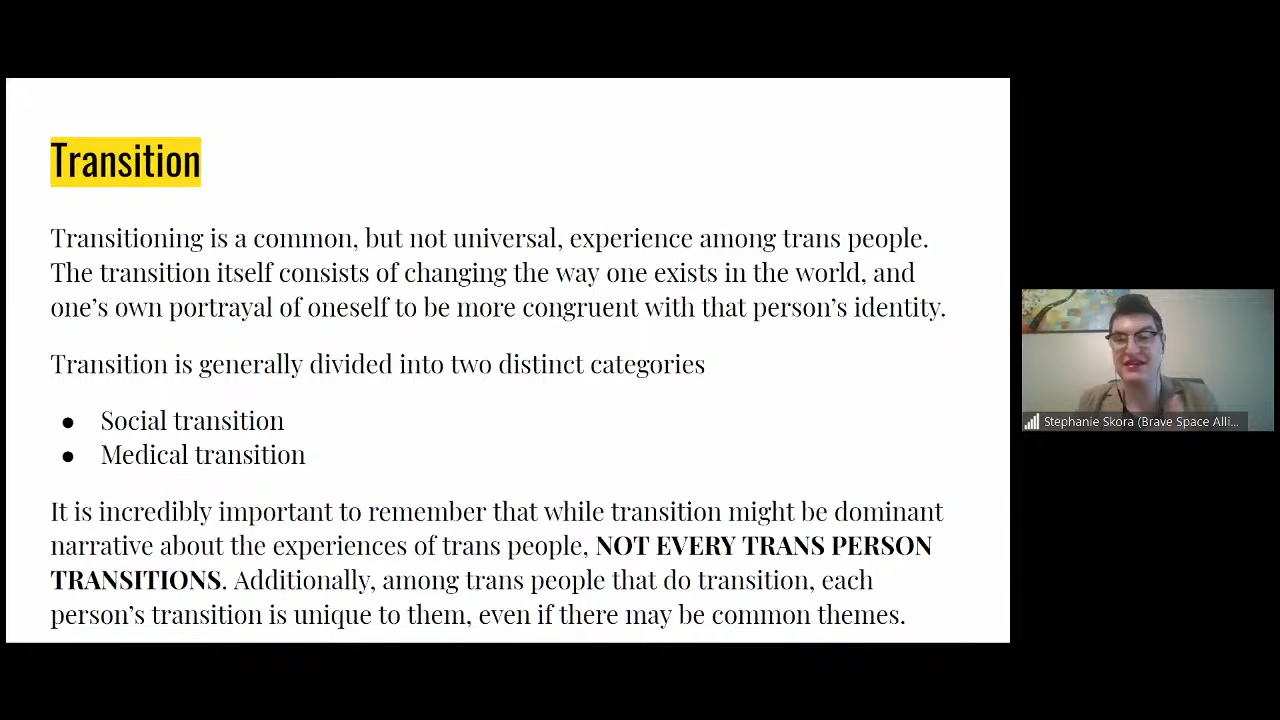 Transition
Transitioning is a common, but not universal, experience among trans people.
The transition itself consists of changing the way one exists in the world, and
one's own portrayal of oneself to be more congruent with that person's identity.
Transition is generally divided into two distinct categories
● Social transition
● Medical transition
It is incredibly important to remember that while transition might be dominant
narrative about the experiences of trans people, NOT EVERY TRANS PERSON
TRANSITIONS. Additionally, among trans people that do transition, each
person's transition is unique to them, even if there may be common themes.
Stephanie Skora (Brave Space Alli...